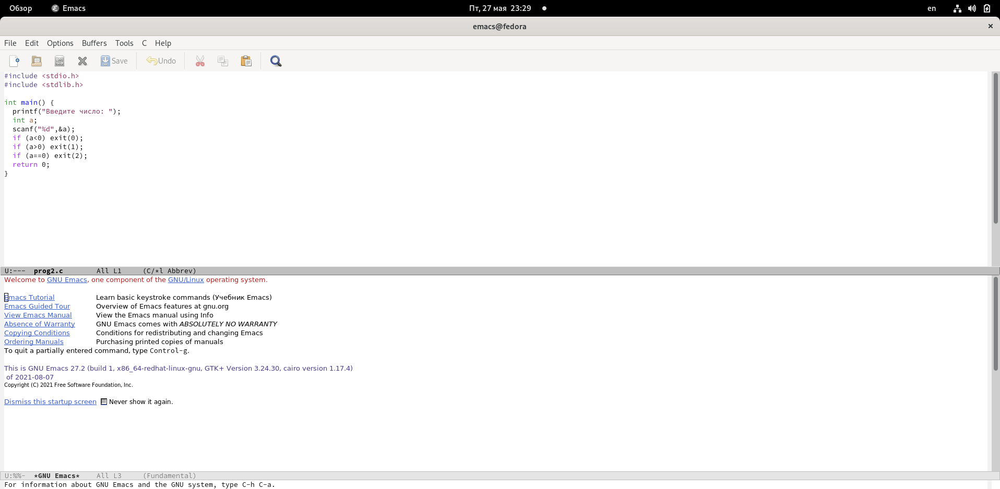 Обзор Emacs Пт, 27 мая 23:29 en
emacs@fedora
File Edit Options Buffers Tools C Help
Save Undo
#include <stdio.h>
#include <stdlib.h>
int main() {
  printf("Введите число: ");
  int a;
  scanf("%d",&a);
  if (a<0) exit(0);
  if (a>0) exit(1);
  if (a==0) exit(2);
  return 0;
}
U:---  prog2.c        All L1     (C/*l Abbrev)
Welcome to GNU Emacs, one component of the GNU/Linux operating system.
Emacs Tutorial Learn basic keystroke commands (Учебник Emacs)
Emacs Guided Tour Overview of Emacs features at gnu.org
View Emacs Manual View the Emacs manual using Info
Absence of Warranty GNU Emacs comes with ABSOLUTELY NO WARRANTY
Copying Conditions Conditions for redistributing and changing Emacs
Ordering Manuals Purchasing printed copies of manuals
To quit a partially entered command, type Control-g.
This is GNU Emacs 27.2 (build 1, x86_64-redhat-linux-gnu, GTK+ Version 3.24.30, cairo version 1.17.4)
 of 2021-08-07
Copyright (C) 2021 Free Software Foundation, Inc.
Dismiss this startup screen Never show it again.
U:%%-  *GNU Emacs*    All L3     (Fundamental)
For information about GNU Emacs and the GNU system, type C-h C-a.